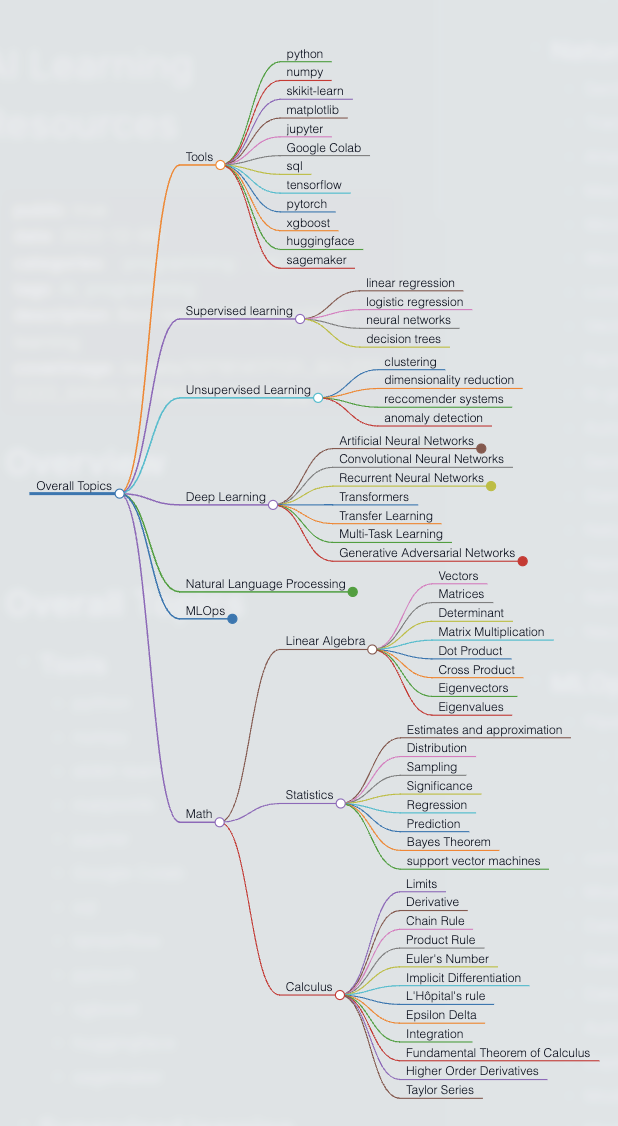 Overall Topics
Tools
python
numpy
skikit-learn
matplotlib
jupyter
Google Colab
sql
tensorflow
pytorch
xgboost
huggingface
sagemaker
Supervised learning
linear regression
logistic regression
neural networks
decision trees
Unsupervised Learning
clustering
dimensionality reduction
reccomender systems
anomaly detection
Deep Learning
Artificial Neural Networks
Convolutional Neural Networks
Recurrent Neural Networks
Transformers
Transfer Learning
Multi-Task Learning
Generative Adversarial Networks
Natural Language Processing
MLOps
Math
Linear Algebra
Vectors
Matrices
Determinant
Matrix Multiplication
Dot Product
Cross Product
Eigenvectors
Eigenvalues
Statistics
Estimates and approximation
Distribution
Sampling
Significance
Regression
Prediction
Bayes Theorem
support vector machines
Calculus
Limits
Derivative
Chain Rule
Product Rule
Euler's Number
Implicit Differentiation
L'Hôpital's rule
Epsilon Delta
Integration
Fundamental Theorem of Calculus
Higher Order Derivatives
Taylor Series